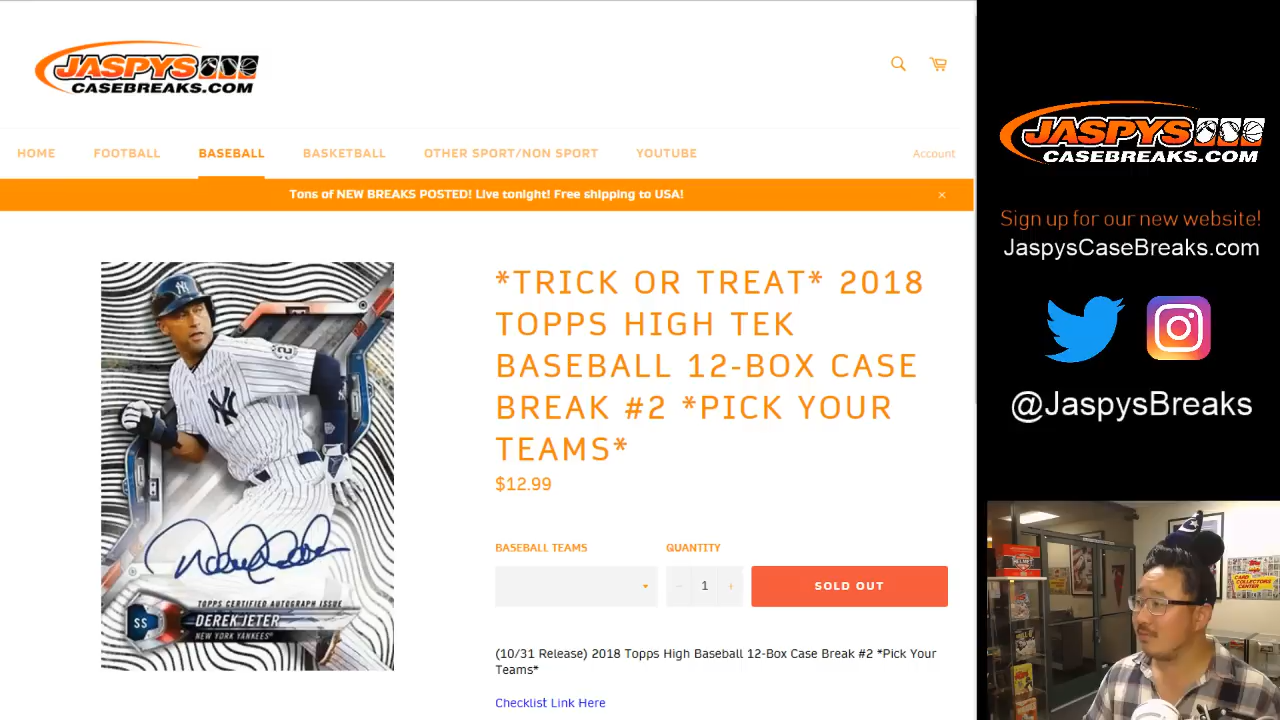 JASPYS
CASEBREAKS.COM
HOME
FOOTBALL
BASEBALL
BASKETBALL
OTHER SPORT/NON SPORT
YOUTUBE
Account
Tons of NEW BREAKS POSTED! Live tonight! Free shipping to USA!
×
TOPPS CERTIFIED AUTOGRAPH ISSUE
SS
DEREK JETER
NEW YORK YANKEES
*TRICK OR TREAT* 2018
TOPPS HIGH TEK
BASEBALL 12-BOX CASE
BREAK #2 *PICK YOUR
TEAMS*
$12.99
BASEBALL TEAMS
QUANTITY
− 1 +
SOLD OUT
(10/31 Release) 2018 Topps High Baseball 12-Box Case Break #2 *Pick Your
Teams*
Checklist Link Here
JASPYS
CASEBREAKS.COM
Sign up for our new website!
JaspysCaseBreaks.com
@JaspysBreaks
CARD
COLLECTORS
CENTER